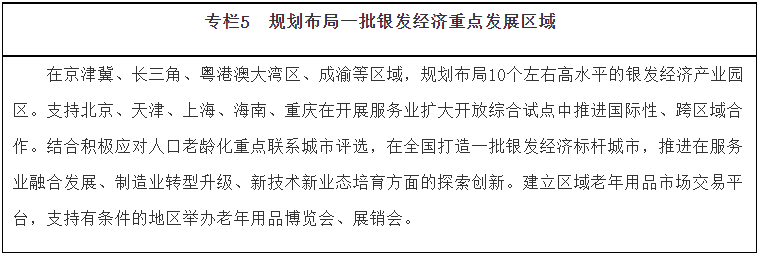 专栏5　规划布局一批银发经济重点发展区域
在京津冀、长三角、粤港澳大湾区、成渝等区域，规划布局10个左右高水平的银发经济产业园
区。支持北京、天津、上海、海南、重庆在开展服务业扩大开放综合试点中推进国际性、跨区域合
作。结合积极应对人口老龄化重点联系城市评选，在全国打造一批银发经济标杆城市，推进在服务
业融合发展、制造业转型升级、新技术新业态培育方面的探索创新。建立区域老年用品市场交易平
台，支持有条件的地区举办老年用品博览会、展销会。